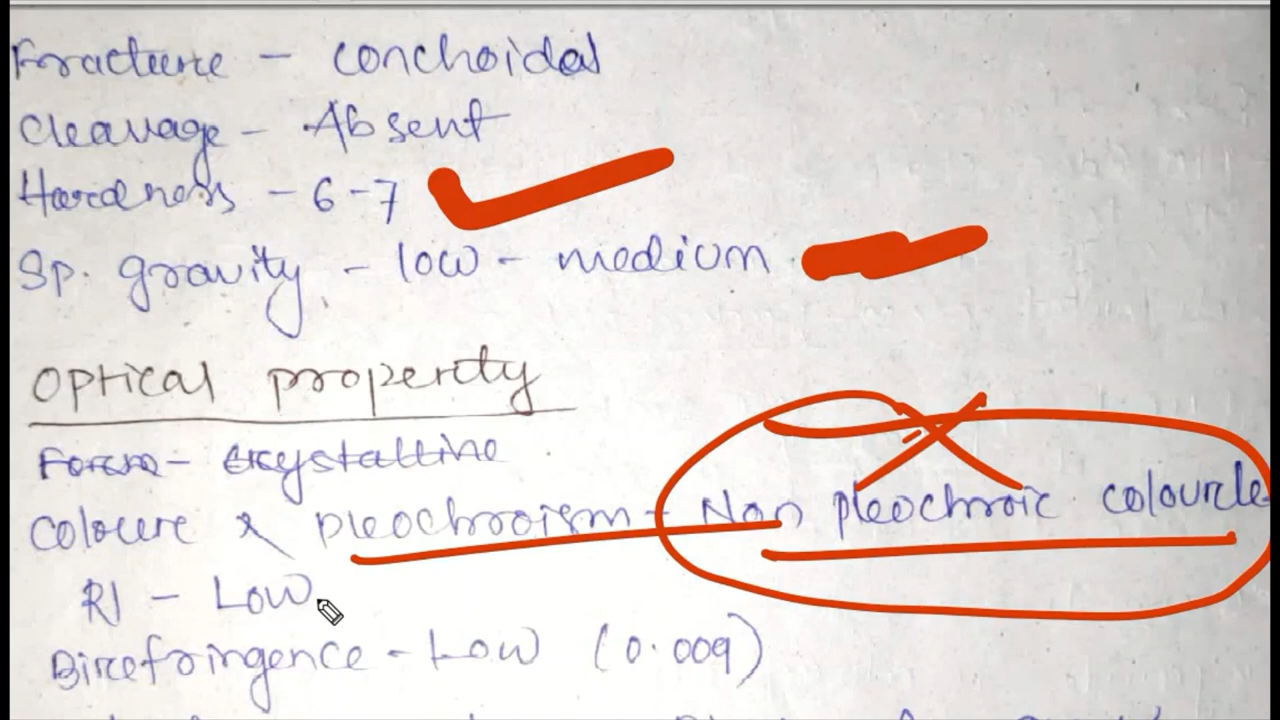 Fracture - conchoidal
Cleavage - Absent
Hardness - 6-7
Sp. gravity - low - medium
Optical property
Form - crystalline
Colour & pleochroism - Non pleochroic colourle
RI - Low
Birefringence - Low (0.009)